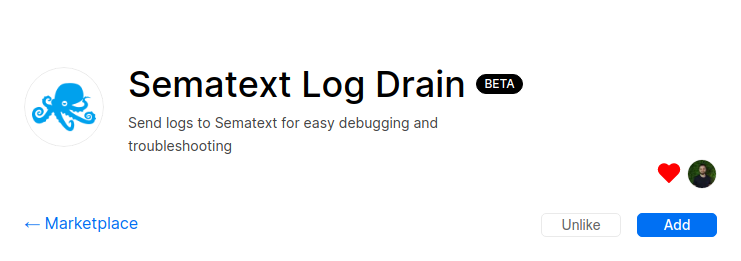 Sematext Log Drain BETA
Send logs to Sematext for easy debugging and
troubleshooting
← Marketplace
Unlike
Add